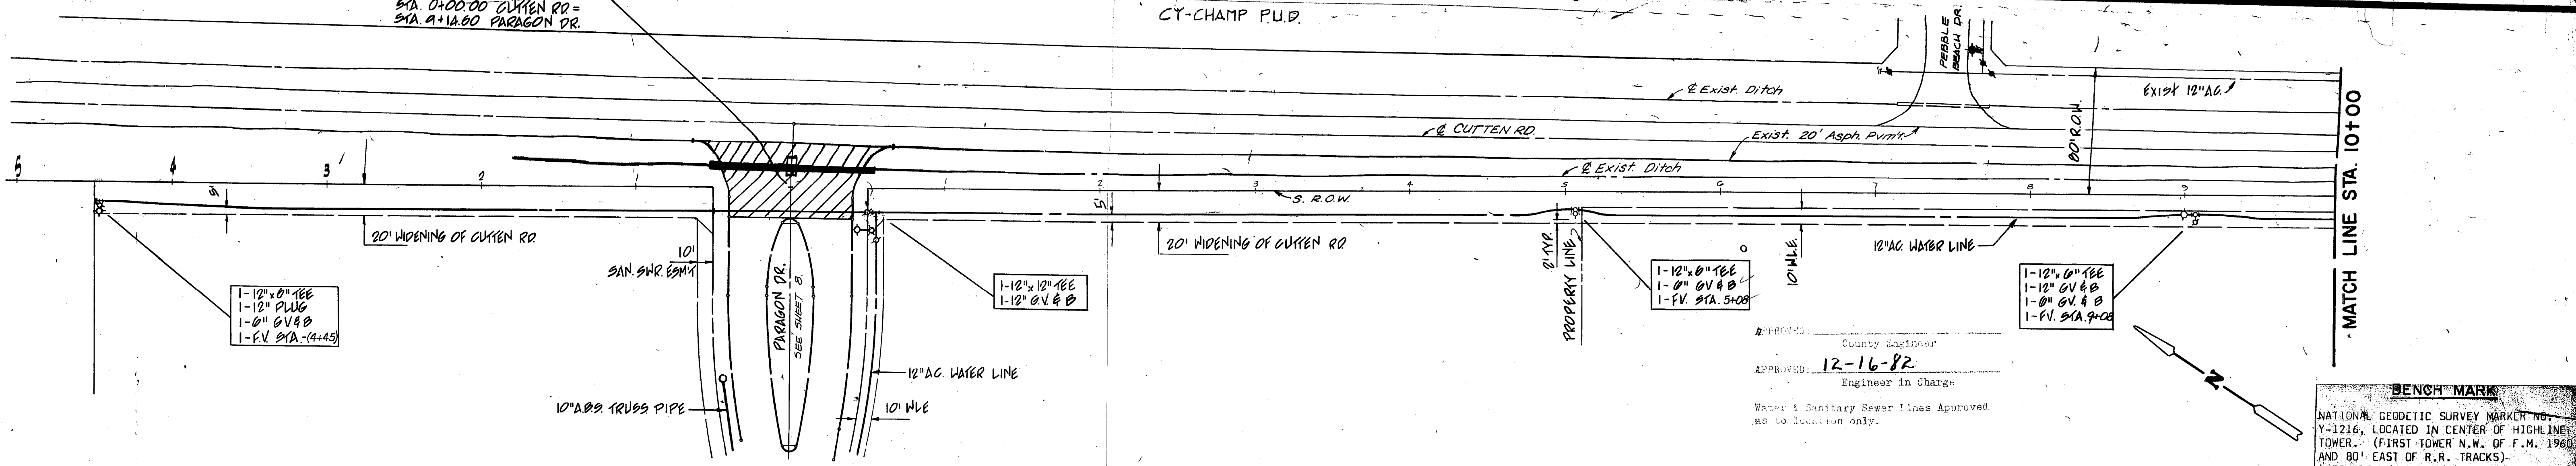 STA. 0+00.00 CUTTEN RD. =
STA. 9+14.60 PARAGON DR.
CY-CHAMP P.U.D.
PEBBLE
BEACH DR.
EXIST 12" A.C.
℄ Exist. Ditch
℄ CUTTEN RD.
Exist. 20' Asph. Pvm't.
80' R.O.W.
℄ Exist. Ditch
5 4 3 2 1
2 3 4 5 6 7 8 9
S. R.O.W.
5'
5'
20' WIDENING OF CUTTEN RD.
20' WIDENING OF CUTTEN RD
10'
SAN. SWR. ESM'T
PARAGON DR.
SEE SHEET 8.
2' TYP.
PROPERTY LINE
10' W.L.E.
12" A.C. WATER LINE
MATCH LINE STA. 10+00
1-12" x 6" TEE
1-12" PLUG
1-6" GV & B
1-F.V. STA.-(4+45)
1-12" x 12" TEE
1-12" G.V. & B
1-12" x 6" TEE
1-6" GV & B
1-F.V. STA. 5+08
1-12" x 6" TEE
1-12" GV & B
1-6" GV. & B
1-F.V. STA. 9+08
12" A.C. WATER LINE
10" A.B.S. TRUSS PIPE
10' WLE
APPROVED:
County Engineer
APPROVED: 12-16-82
Engineer in Charge
Water & Sanitary Sewer Lines Approved
as to location only.
N
BENCH MARK
NATIONAL GEODETIC SURVEY MARKER NO.
Y-1216, LOCATED IN CENTER OF HIGHLINE
TOWER. (FIRST TOWER N.W. OF F.M. 1960
AND 80' EAST OF R.R. TRACKS)